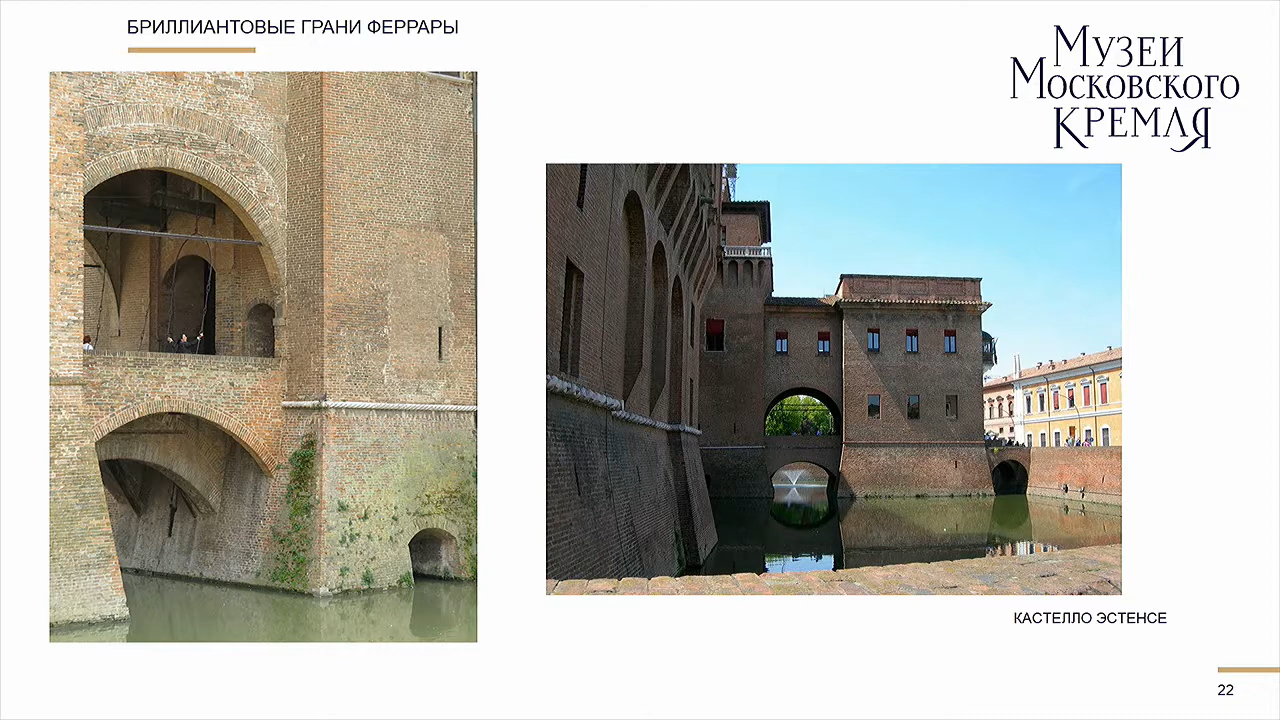 БРИЛЛИАНТОВЫЕ ГРАНИ ФЕРРАРЫ
МУЗЕИ
МОСКОВСКОГО
КРЕМЛЯ
КАСТЕЛЛО ЭСТЕНСЕ
22